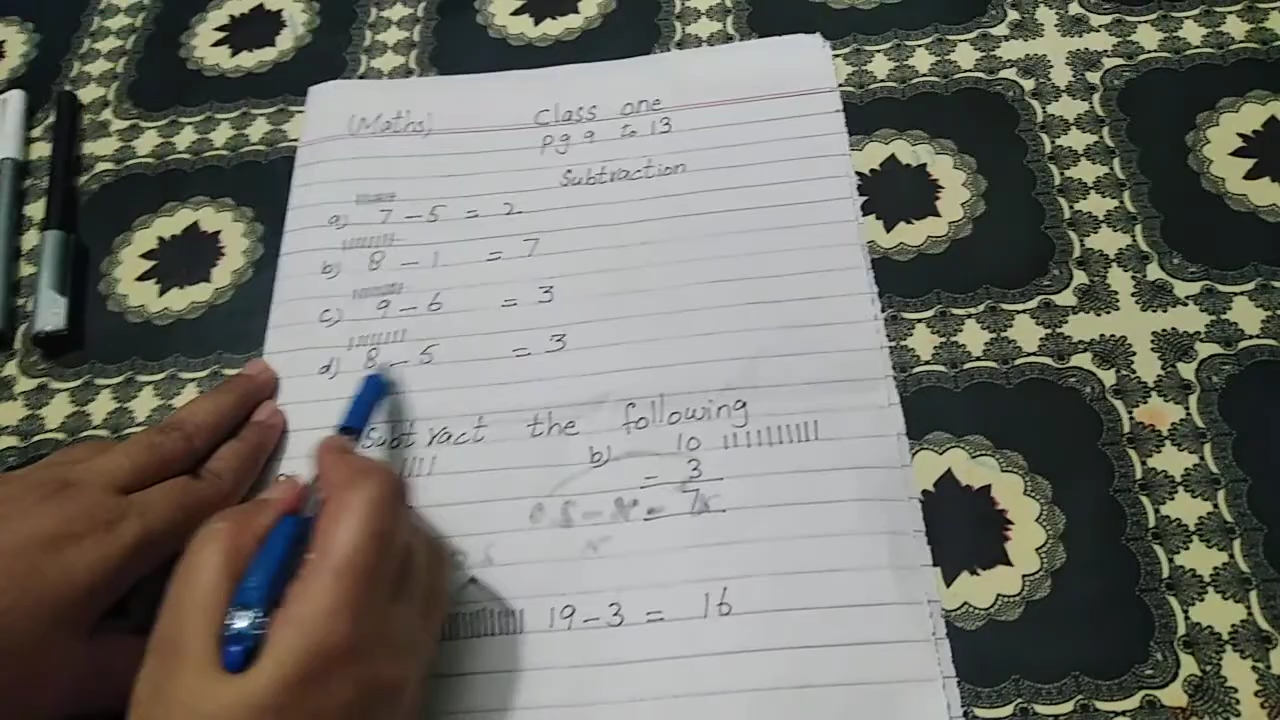 (Maths) Class one
pg 9 to 13
Subtraction
a) 7 - 5 = 2
b) 8 - 1 = 7
c) 9 - 6 = 3
d) 8 - 5 = 3
Subtract the following
b) 10
- 3
7
19 - 3 = 16